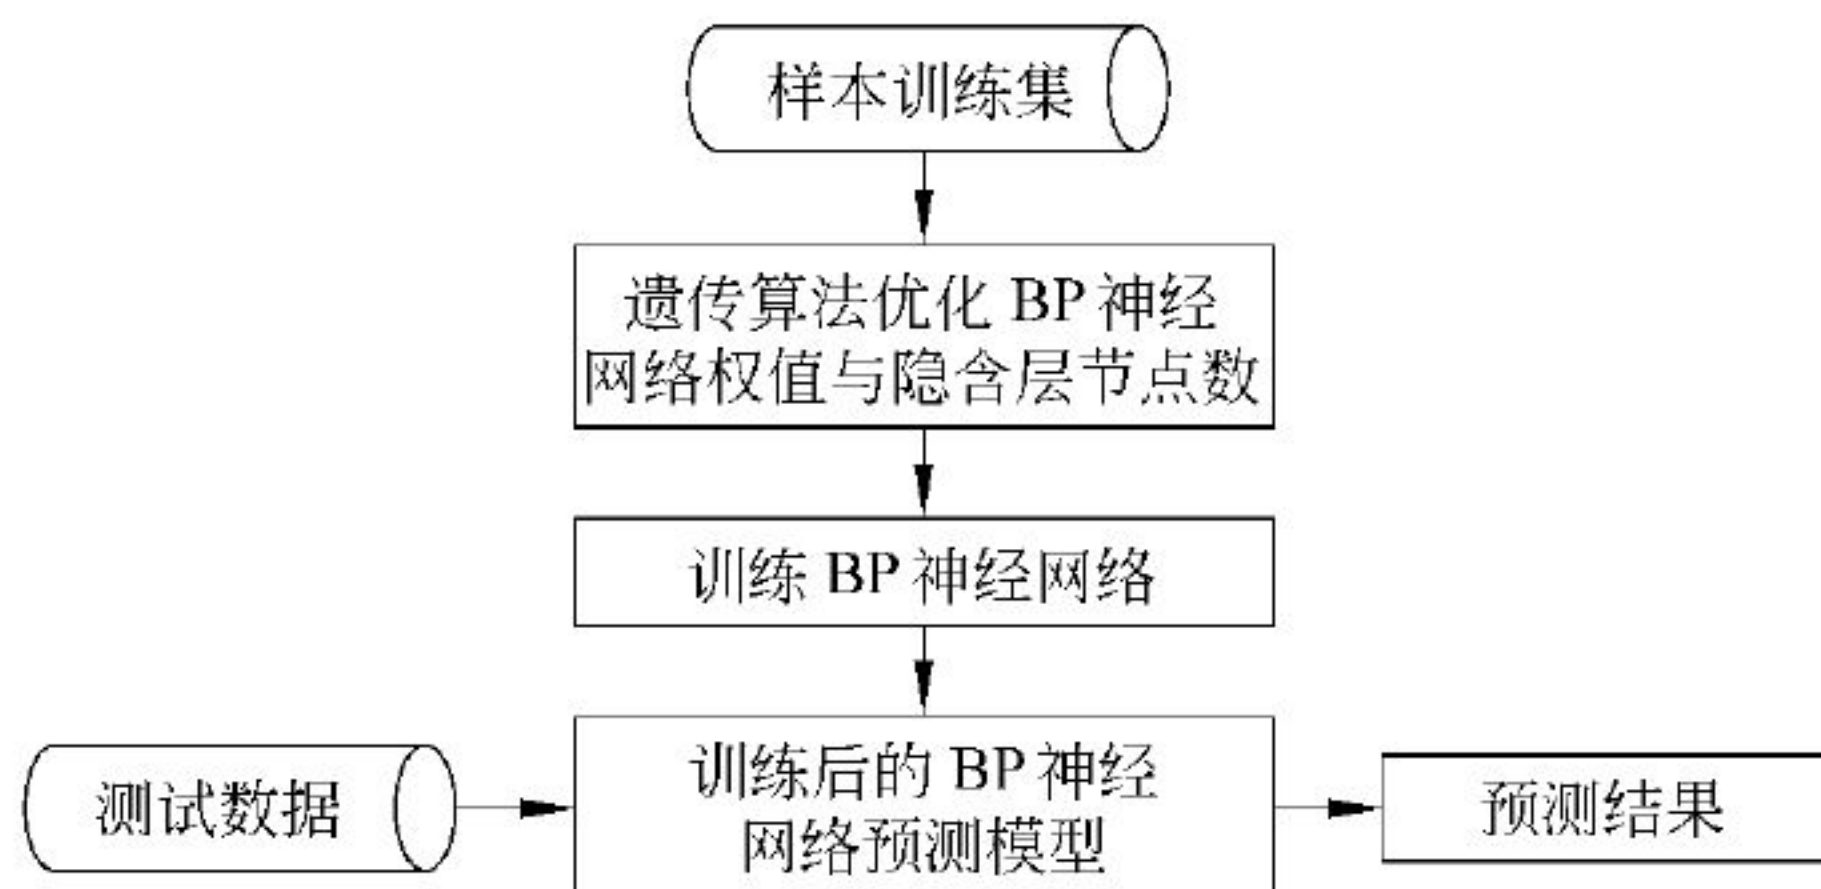 样本训练集
遗传算法优化 BP 神经
网络权值与隐含层节点数
训练 BP 神经网络
测试数据
训练后的 BP 神经
网络预测模型
预测结果